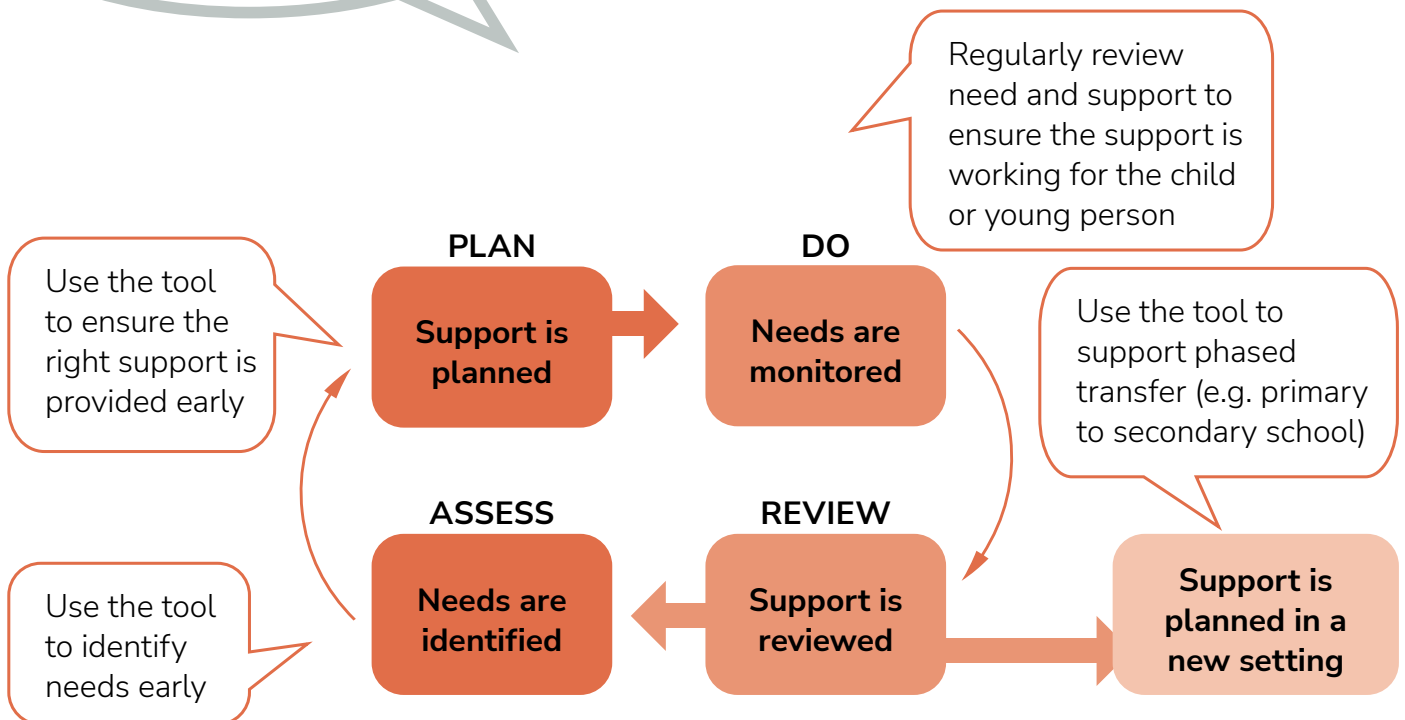 Regularly review
need and support to
ensure the support is
working for the child
or young person
PLAN
Support is
planned
DO
Needs are
monitored
Use the tool
to ensure the
right support is
provided early
Use the tool to
support phased
transfer (e.g. primary
to secondary school)
ASSESS
Needs are
identified
REVIEW
Support is
reviewed
Support is
planned in a
new setting
Use the tool
to identify
needs early